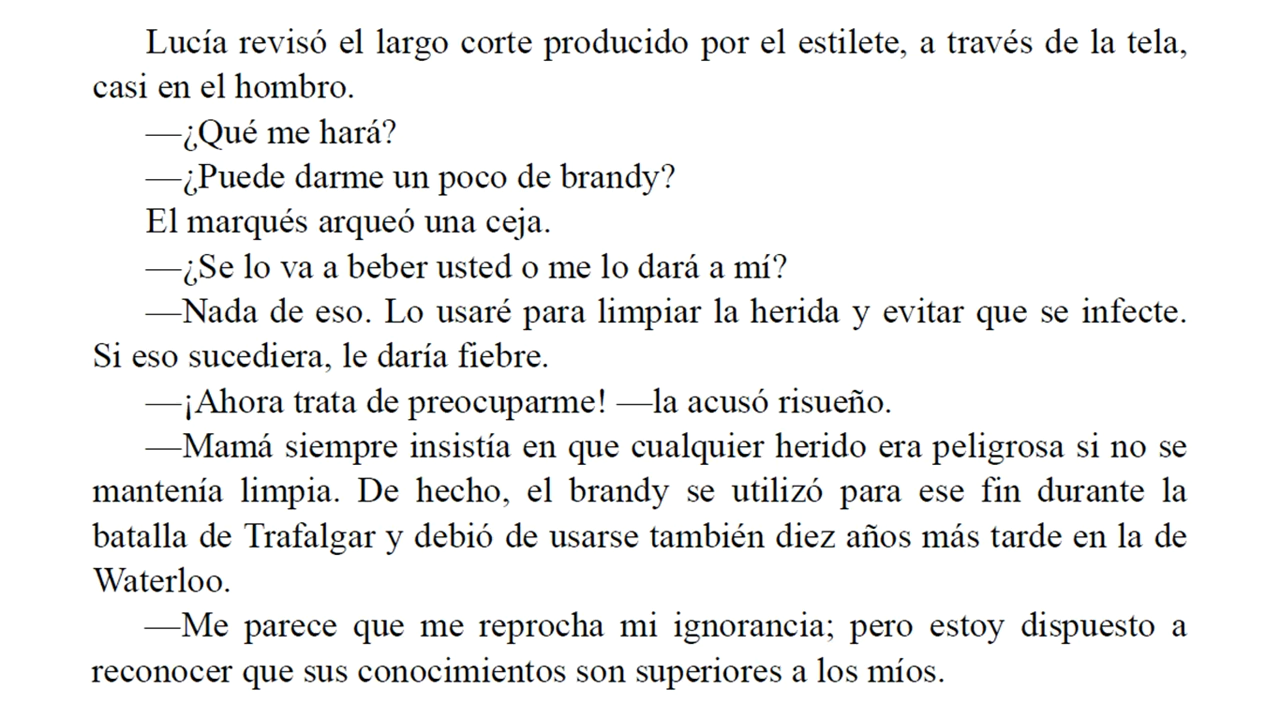 Lucía revisó el largo corte producido por el estilete, a través de la tela,
casi en el hombro.
—¿Qué me hará?
—¿Puede darme un poco de brandy?
El marqués arqueó una ceja.
—¿Se lo va a beber usted o me lo dará a mí?
—Nada de eso. Lo usaré para limpiar la herida y evitar que se infecte.
Si eso sucediera, le daría fiebre.
—¡Ahora trata de preocuparme! —la acusó risueño.
—Mamá siempre insistía en que cualquier herido era peligrosa si no se
mantenía limpia. De hecho, el brandy se utilizó para ese fin durante la
batalla de Trafalgar y debió de usarse también diez años más tarde en la de
Waterloo.
—Me parece que me reprocha mi ignorancia; pero estoy dispuesto a
reconocer que sus conocimientos son superiores a los míos.